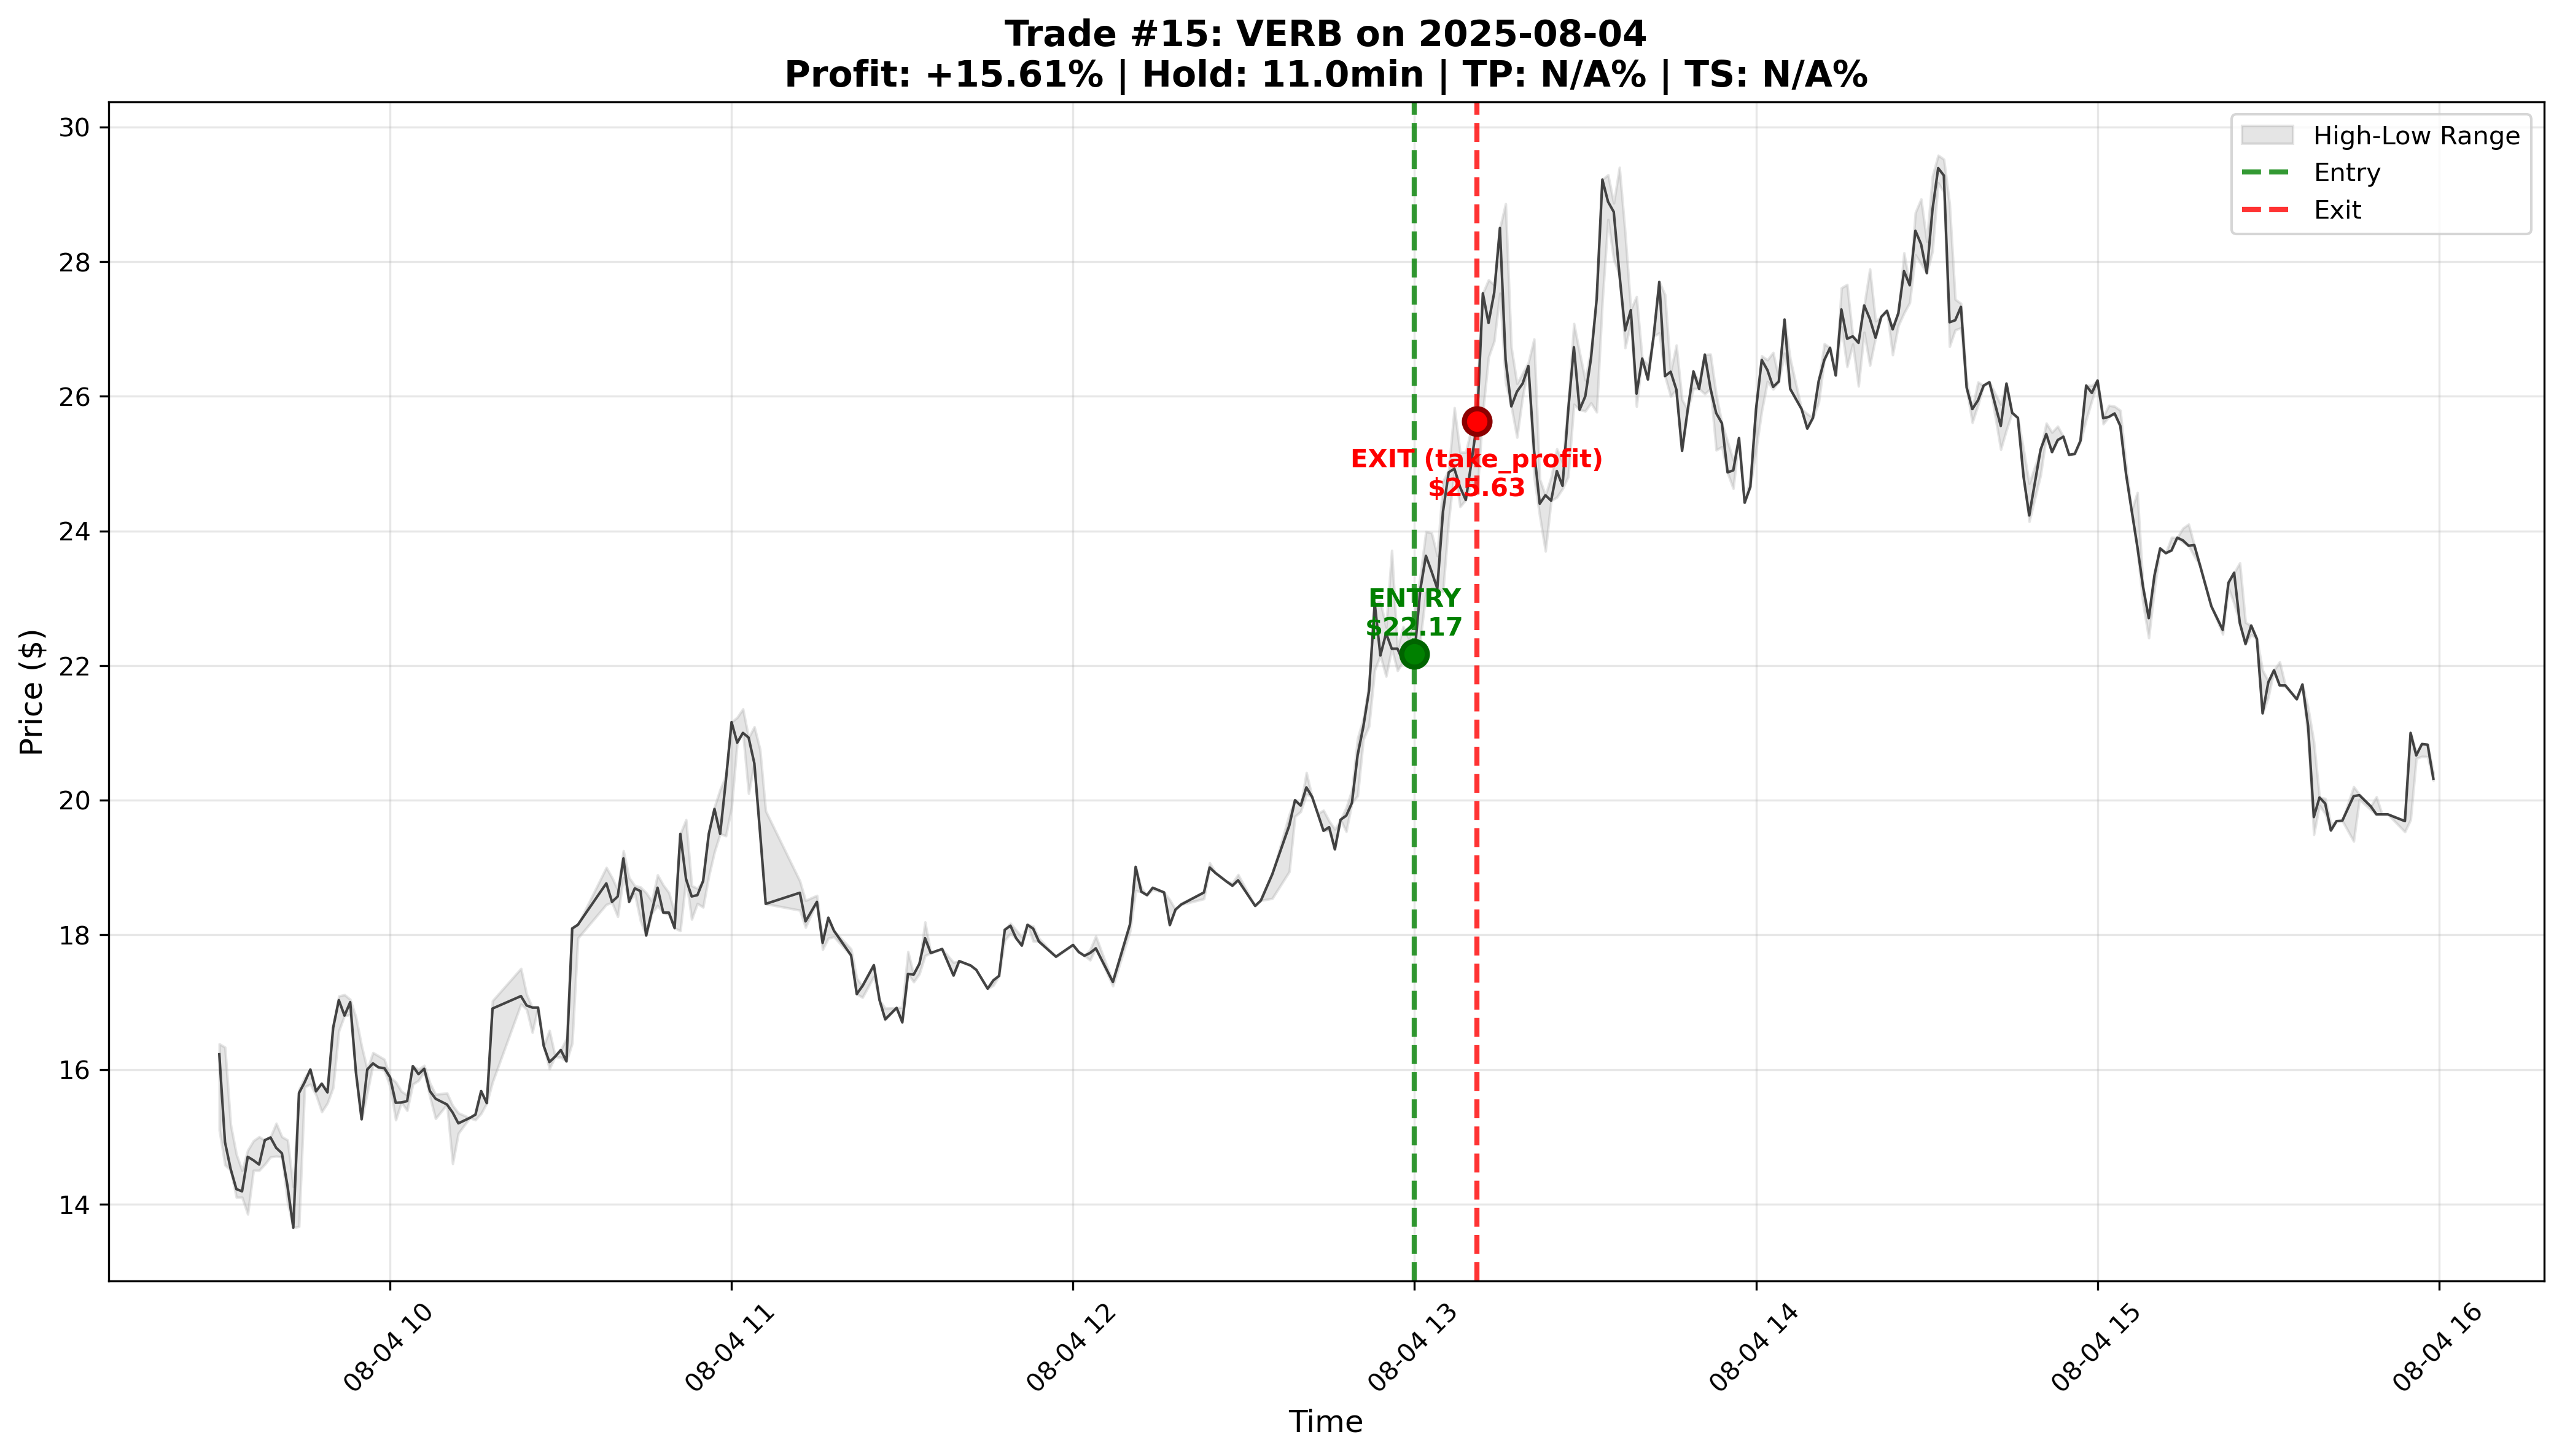 Trade #15: VERB on 2025-08-04
Profit: +15.61% | Hold: 11.0min | TP: N/A% | TS: N/A%
High-Low Range
Entry
Exit
Price ($)
30
28
26
24
22
20
18
16
14
EXIT (take_profit)
$25.63
ENTRY
$22.17
08-04 10
08-04 11
08-04 12
08-04 13
08-04 14
08-04 15
08-04 16
Time